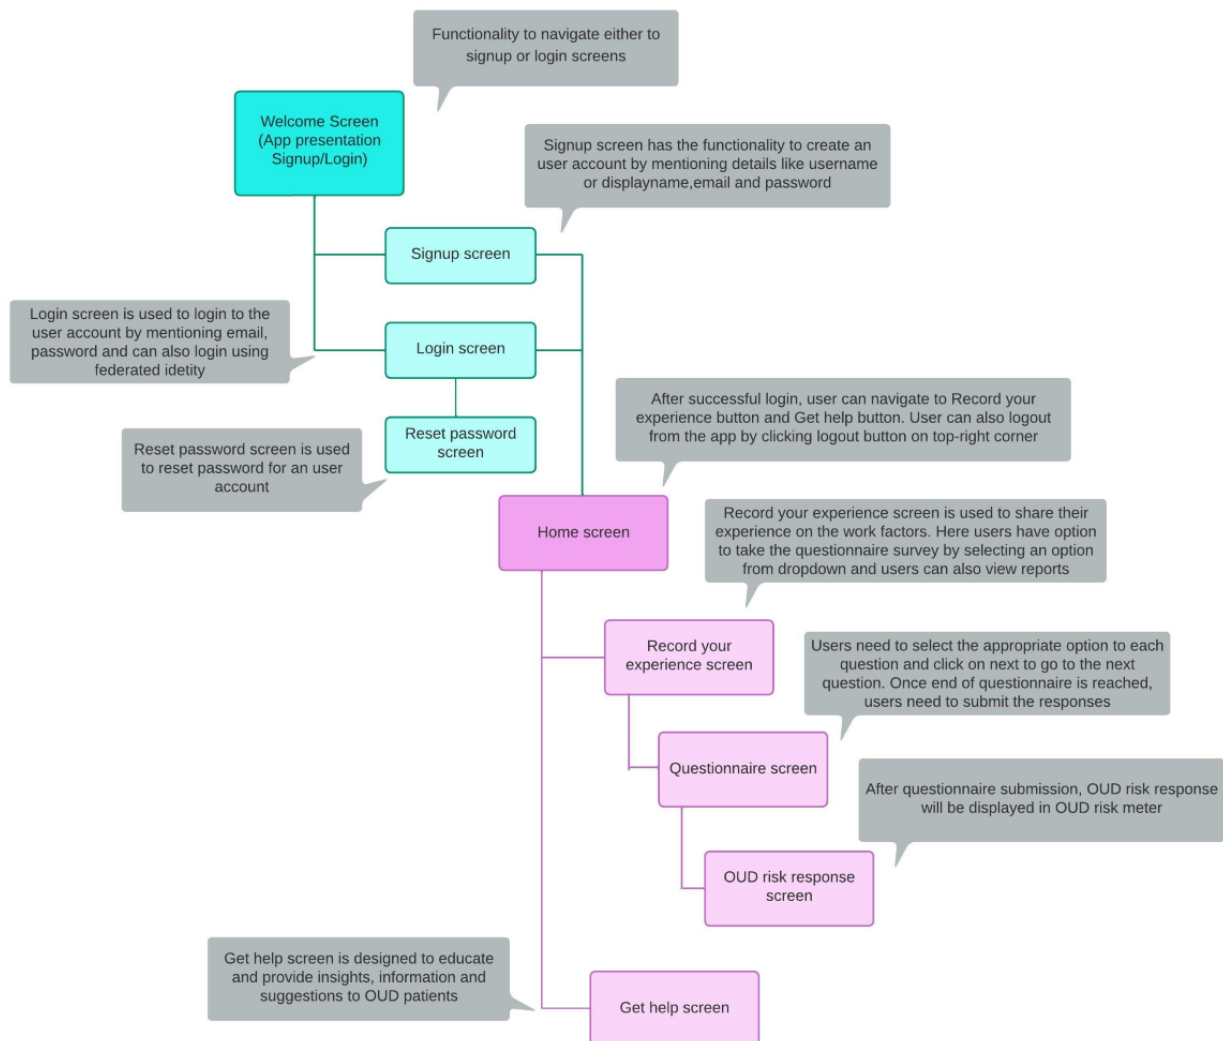 Functionality to navigate either to
signup or login screens
Welcome Screen
(App presentation
Signup/Login)
Signup screen has the functionality to create an
user account by mentioning details like username
or displayname,email and password
Signup screen
Login screen is used to login to the
user account by mentioning email,
password and can also login using
federated idetity
Login screen
After successful login, user can navigate to Record your
experience button and Get help button. User can also logout
from the app by clicking logout button on top-right corner
Reset password
screen
Reset password screen is used
to reset password for an user
account
Home screen
Record your experience screen is used to share their
experience on the work factors. Here users have option
to take the questionnaire survey by selecting an option
from dropdown and users can also view reports
Record your
experience screen
Users need to select the appropriate option to each
question and click on next to go to the next
question. Once end of questionnaire is reached,
users need to submit the responses
Questionnaire screen
After questionnaire submission, OUD risk response
will be displayed in OUD risk meter
OUD risk response
screen
Get help screen is designed to educate
and provide insights, information and
suggestions to OUD patients
Get help screen